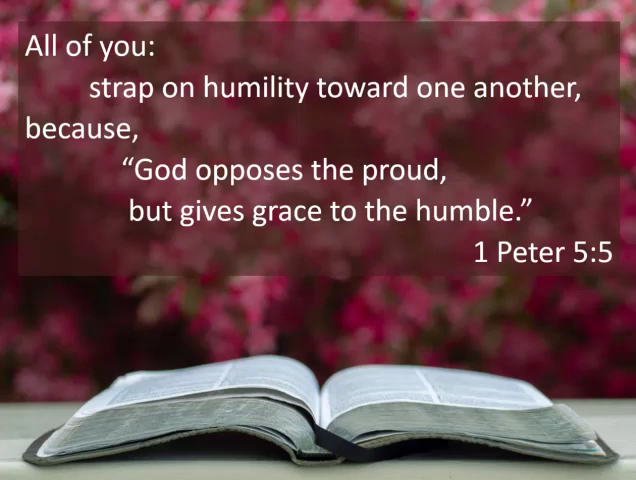 All of you:
strap on humility toward one another,
because,
“God opposes the proud,
but gives grace to the humble.”
1 Peter 5:5